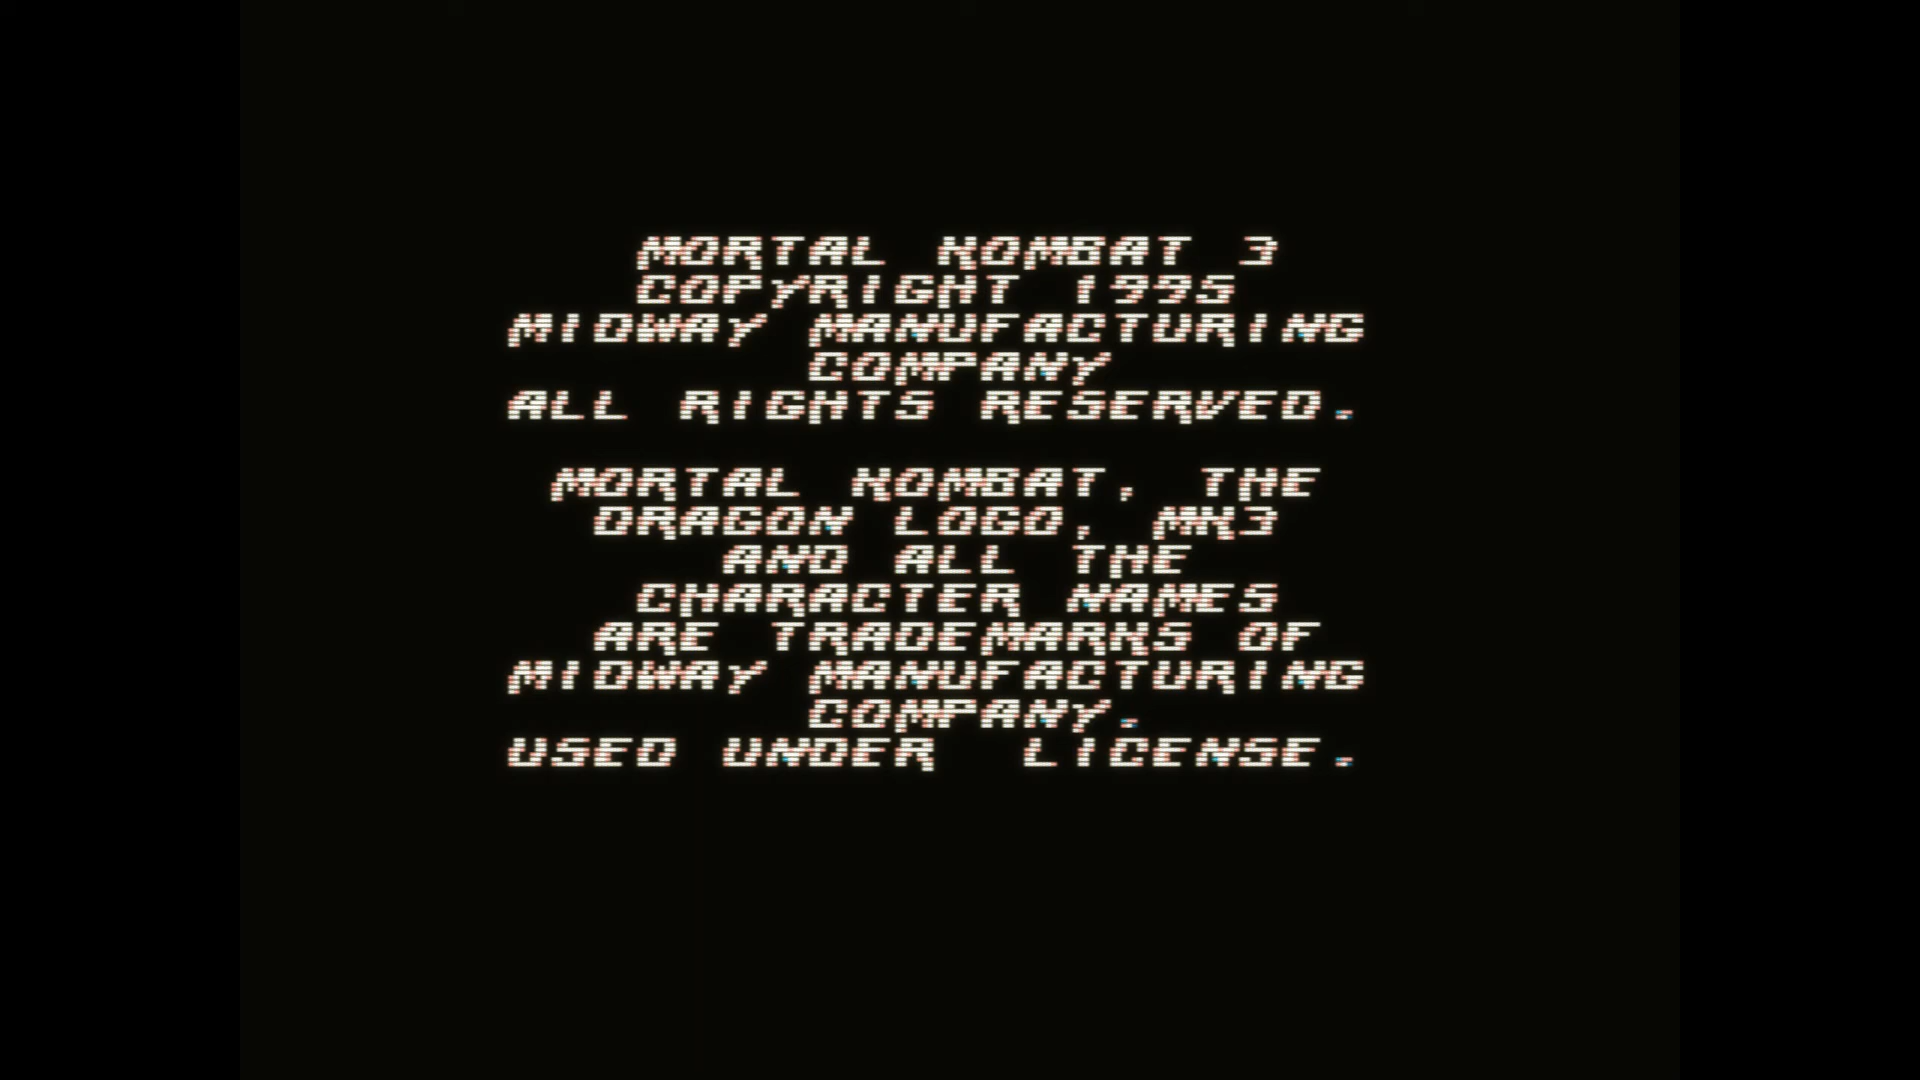 MORTAL KOMBAT 3
COPYRIGHT 1995
MIDWAY MANUFACTURING
COMPANY
ALL RIGHTS RESERVED.
MORTAL KOMBAT, THE
DRAGON LOGO, MK3
AND ALL THE
CHARACTER NAMES
ARE TRADEMARKS OF
MIDWAY MANUFACTURING
COMPANY.
USED UNDER LICENSE.